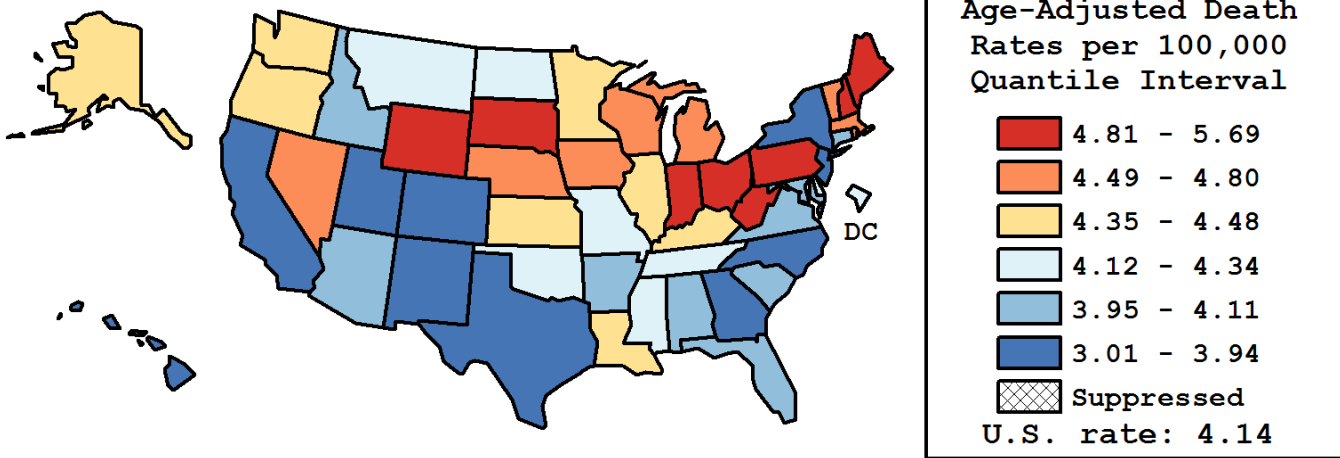 Age-Adjusted Death
Rates per 100,000
Quantile Interval
4.81 - 5.69
4.49 - 4.80
4.35 - 4.48
4.12 - 4.34
3.95 - 4.11
3.01 - 3.94
Suppressed
U.S. rate: 4.14
DC